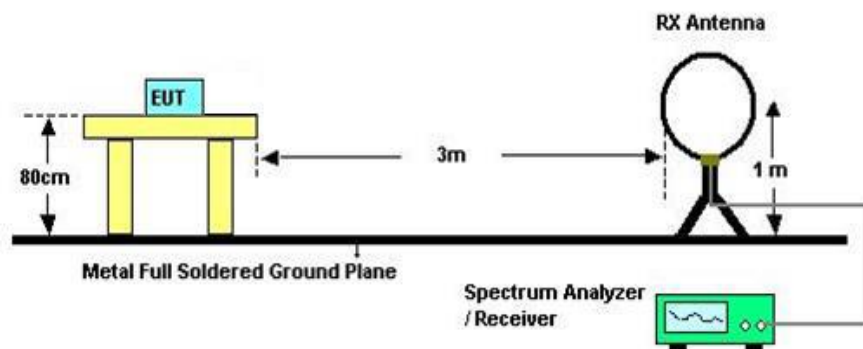 RX Antenna
EUT
3m
80cm
1 m
Metal Full Soldered Ground Plane
Spectrum Analyzer
/ Receiver